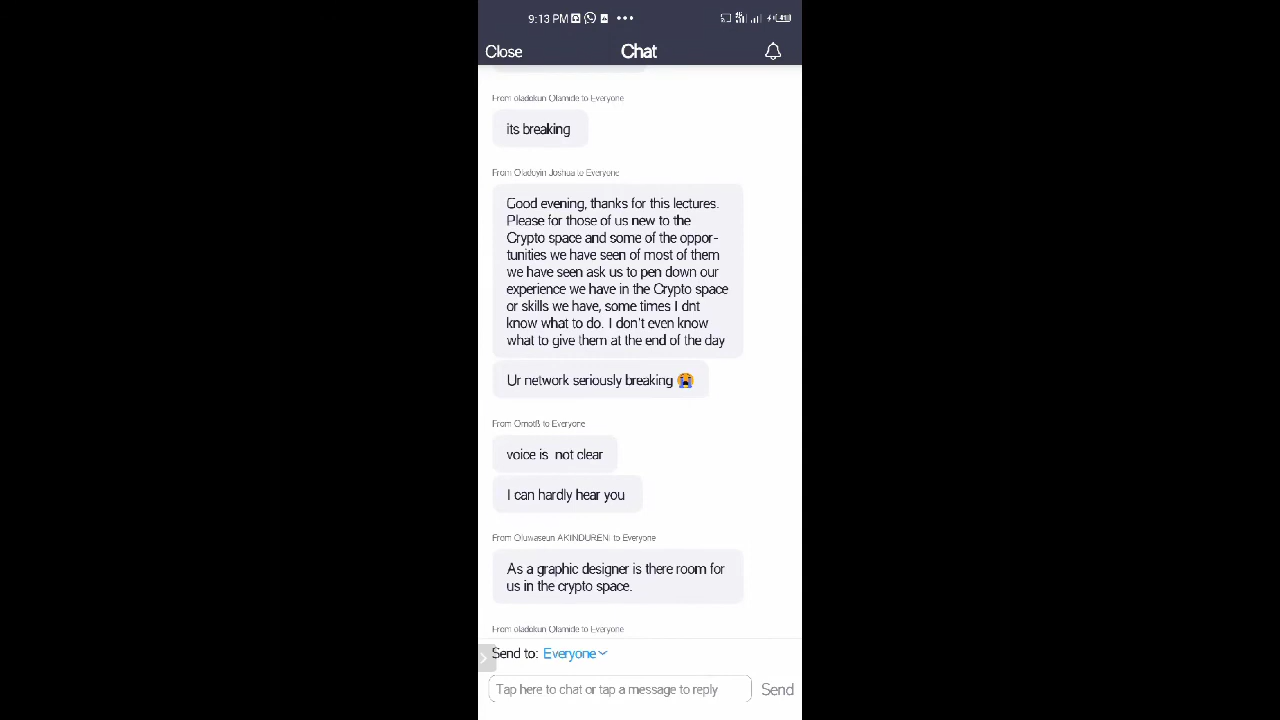 9:13 PM
Close
Chat
From oladokun Olamide to Everyone
its breaking
From Oladoyin Joshua to Everyone
Good evening, thanks for this lectures.
Please for those of us new to the
Crypto space and some of the oppor-
tunities we have seen of most of them
we have seen ask us to pen down our
experience we have in the Crypto space
or skills we have, some times I dnt
know what to do. I don't even know
what to give them at the end of the day
Ur network seriously breaking 😭
From OmotB to Everyone
voice is  not clear
I can hardly hear you
From Oluwaseun AKINDURENI to Everyone
As a graphic designer is there room for
us in the crypto space.
From oladokun Olamide to Everyone
Send to: Everyone
Tap here to chat or tap a message to reply
Send